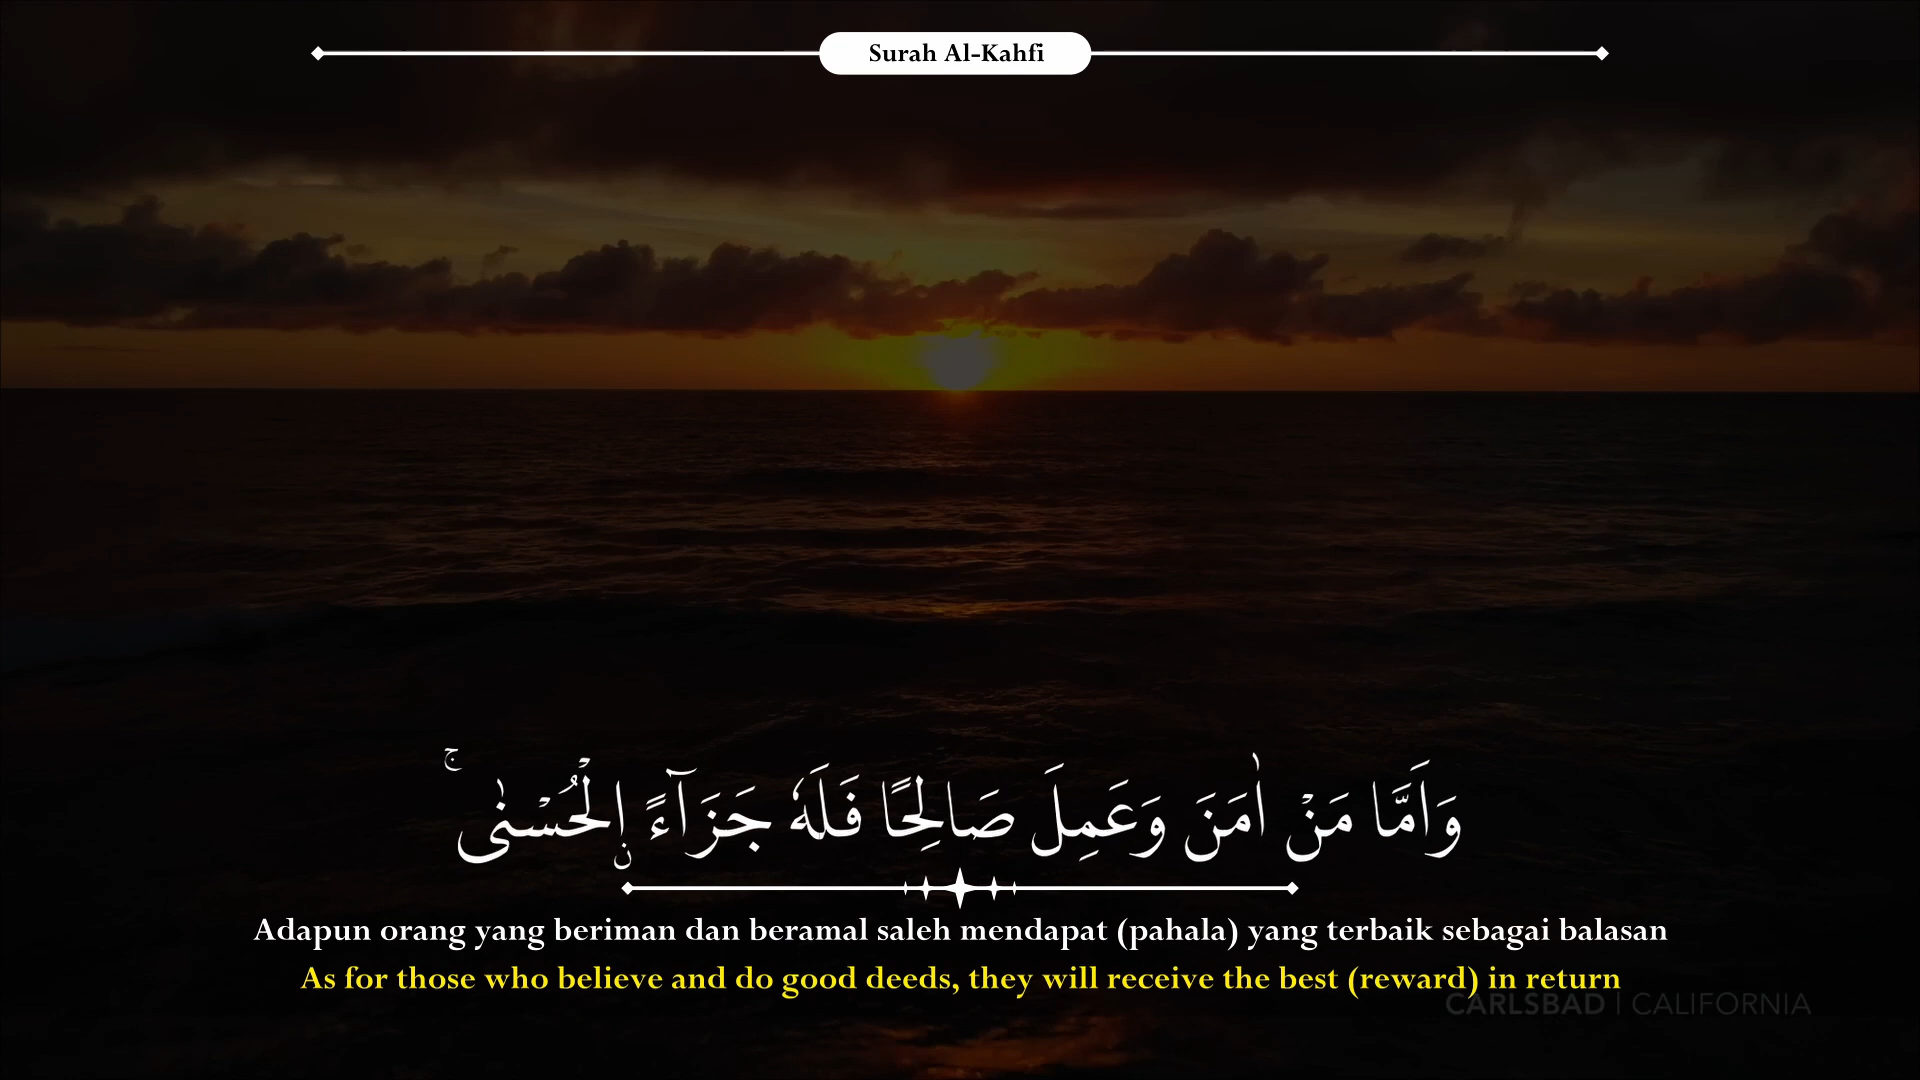 Surah Al-Kahfi
وَاَمَّا مَنْ اٰمَنَ وَعَمِلَ صَالِحًا فَلَهٗ جَزَاۤءً ۨالْحُسْنٰىۚ
Adapun orang yang beriman dan beramal saleh mendapat (pahala) yang terbaik sebagai balasan
As for those who believe and do good deeds, they will receive the best (reward) in return
CARLSBAD | CALIFORNIA